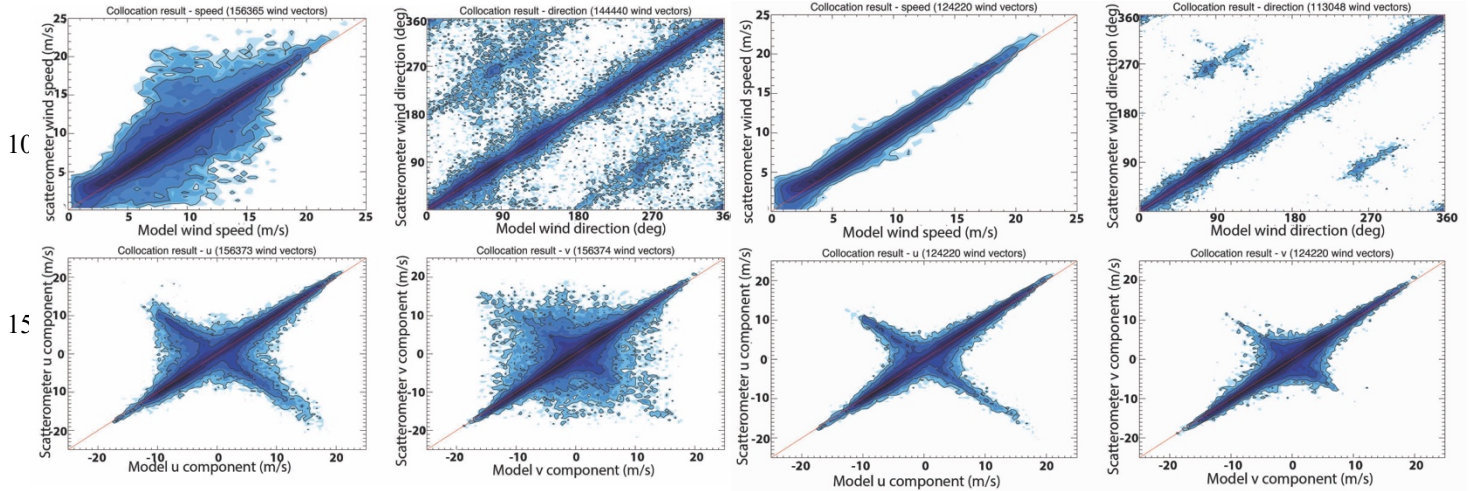 Collocation result - speed (156365 wind vectors)
scatterometer wind speed (m/s)
25
20
15
10
5
0 5 10 15 20 25
Model wind speed (m/s)
Collocation result - direction (144440 wind vectors)
Scatterometer wind direction (deg)
360
270
180
90
0
0 90 180 270 360
Model wind direction (deg)
Collocation result - speed (124220 wind vectors)
Scatterometer wind speed (m/s)
25
20
15
10
5
0 5 10 15 20 25
Model wind speed (m/s)
Collocation result - direction (113048 wind vectors)
Scatterometer wind direction (deg)
360
270
180
90
0
0 90 180 270 360
Model wind direction (deg)
10
Collocation result - u (156373 wind vectors)
Scatterometer u component (m/s)
20
10
0
-10
-20
-20 -10 0 10 20
Model u component (m/s)
Collocation result - v (156374 wind vectors)
Scatterometer v component (m/s)
20
10
0
-10
-20
-20 -10 0 10 20
Model v component (m/s)
Collocation result - u (124220 wind vectors)
Scatterometer u component (m/s)
20
10
0
-10
-20
-20 -10 0 10 20
Model u component (m/s)
Collocation result - v (124220 wind vectors)
Scatterometer v component (m/s)
20
10
0
-10
-20
-20 -10 0 10 20
Model v component (m/s)
15